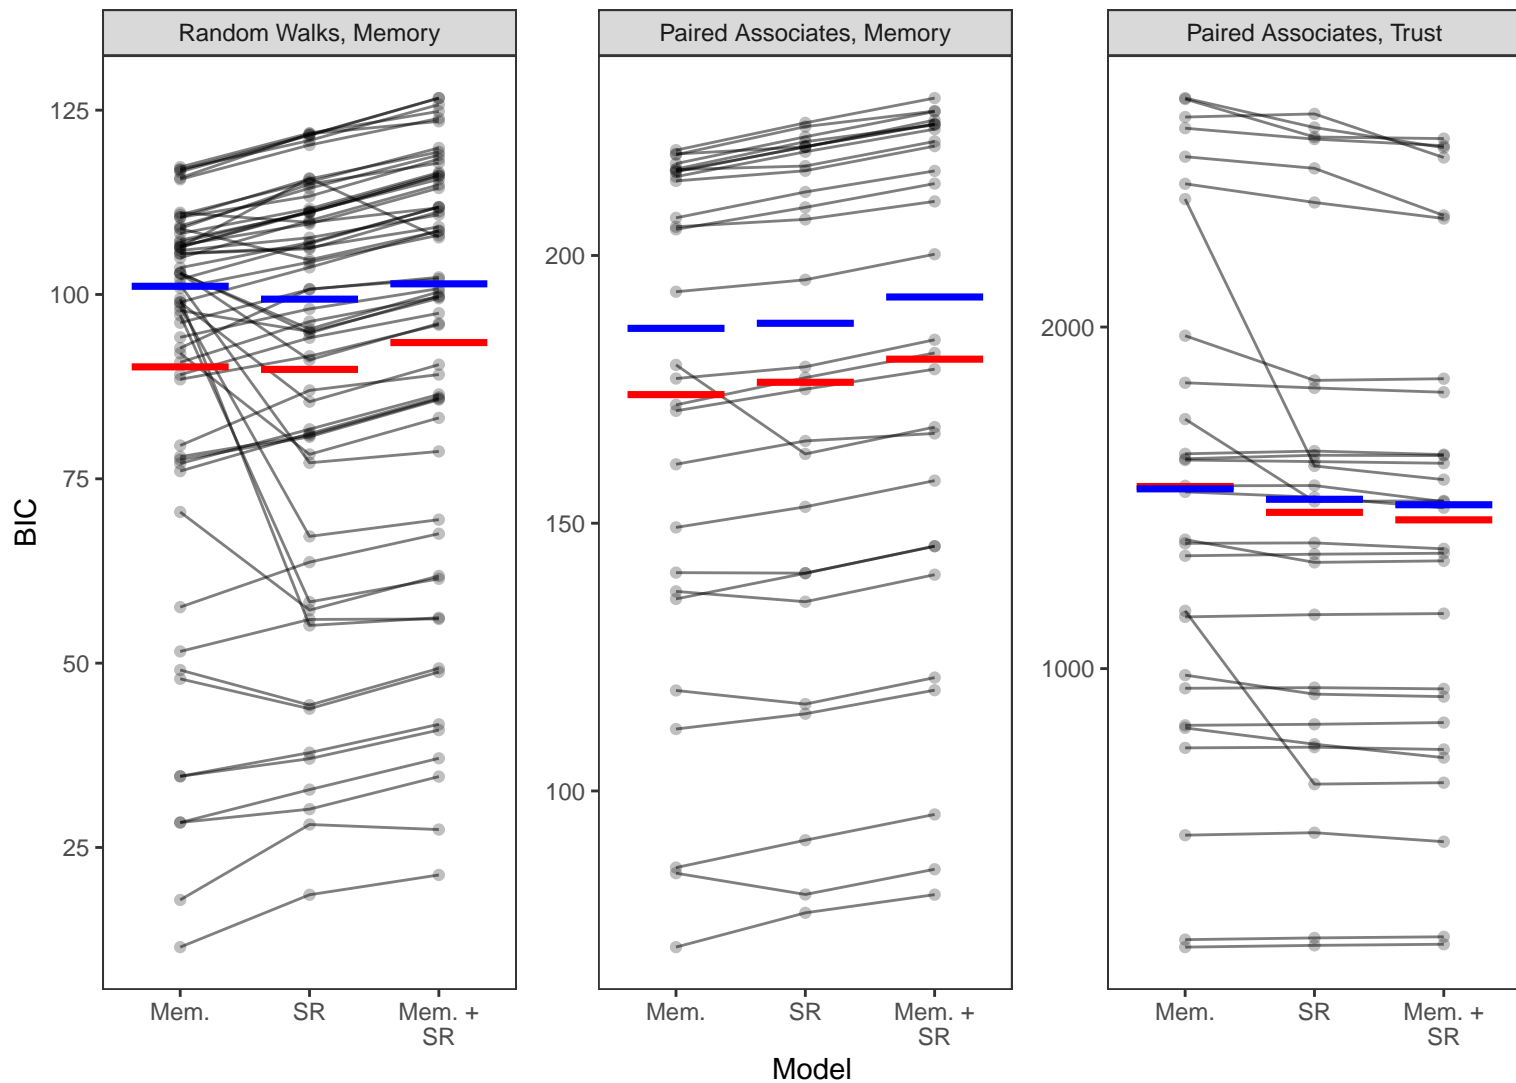 Random Walks, Memory
Paired Associates, Memory
Paired Associates, Trust
BIC
125
100
75
50
25
200
150
100
2000
1000
Mem.
SR
Mem. +
SR
Mem.
SR
Mem. +
SR
Mem.
SR
Mem. +
SR
Model